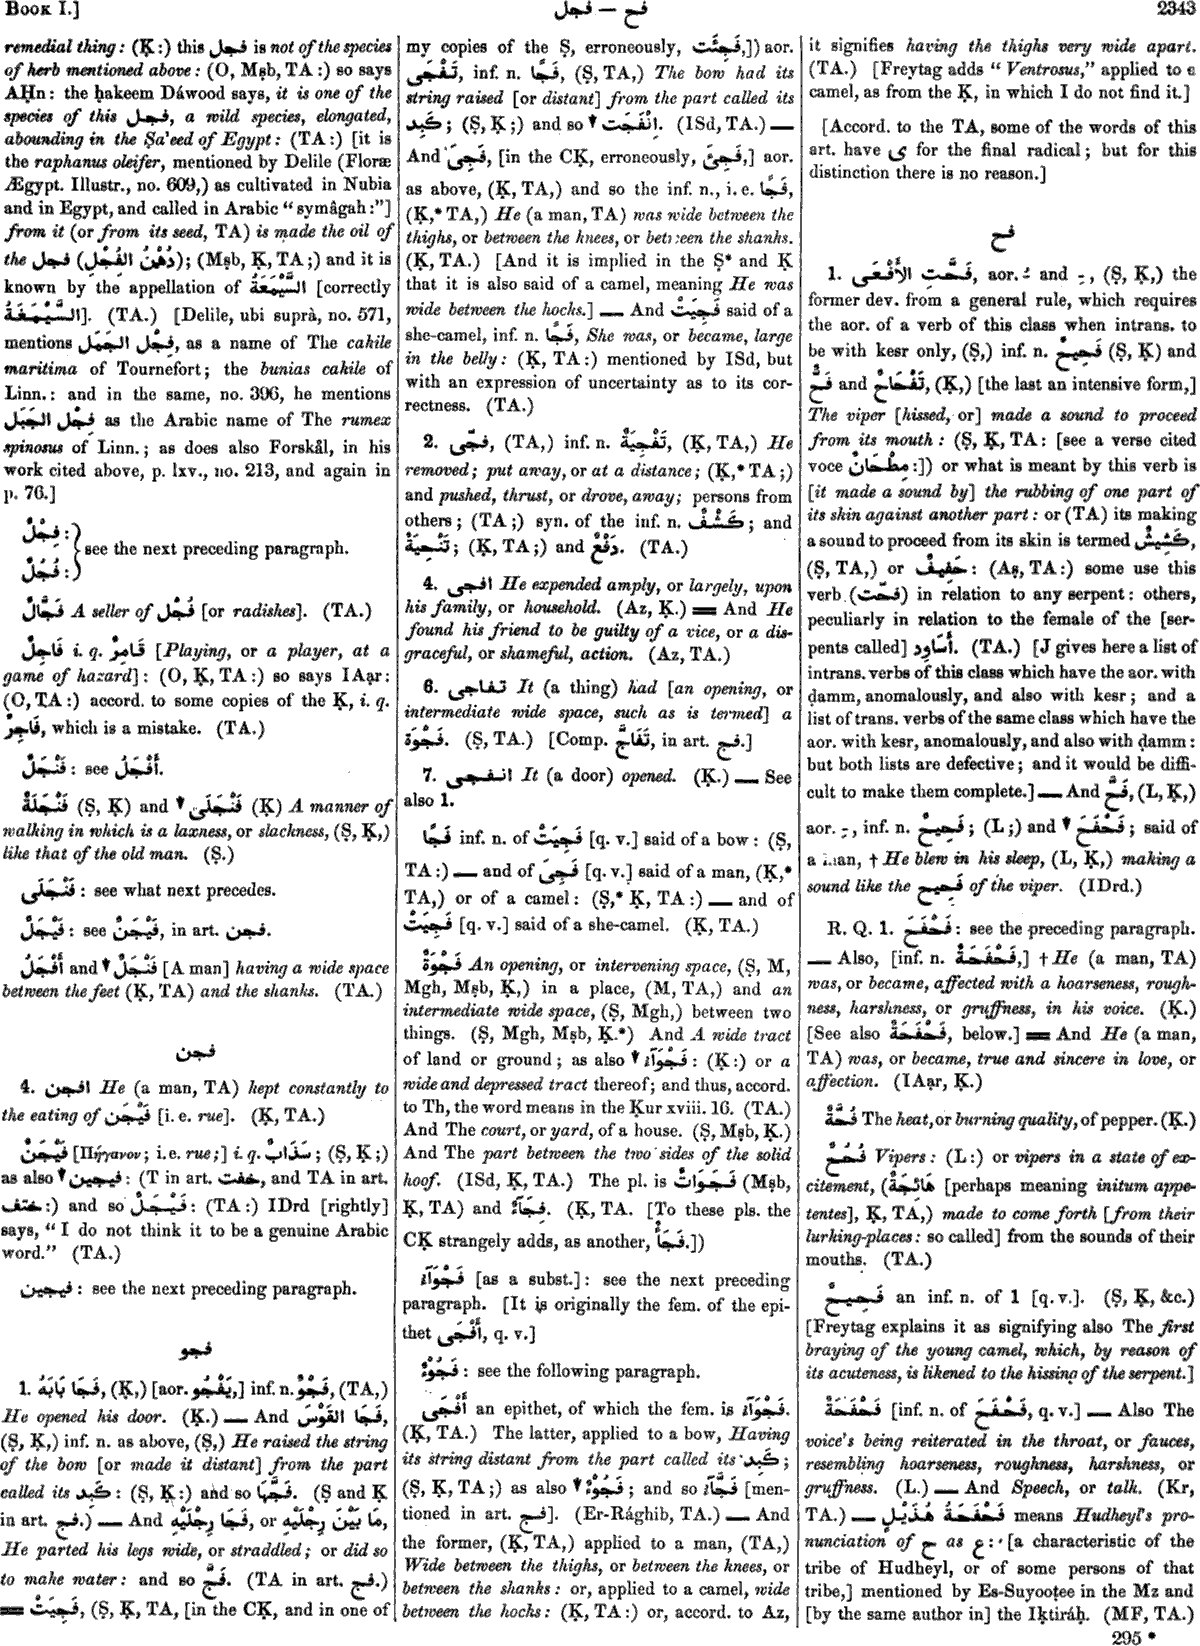 BOOK I.]
فح — فجل
2343
remedial thing: (Ḳ:) this فجل is not of the species
of herb mentioned above: (O, Mṣb, TA:) so says
AḤn: the ḥakeem Dáwood says, it is one of the
species of this فجل, a wild species, elongated,
abounding in the Ṣa'eed of Egypt: (TA:) [it is
the raphanus oleifer, mentioned by Delile (Floræ
Ægypt. Illustr., no. 609,) as cultivated in Nubia
and in Egypt, and called in Arabic "symâgah:"]
from it (or from its seed, TA) is made the oil of
the فجل (دُهْنُ الفُجْلِ); (Mṣb, Ḳ, TA;) and it is
known by the appellation of السَّيْمَعَةُ [correctly
السَّيْمْغَةُ]. (TA.) [Delile, ubi suprà, no. 571,
mentions فِجْل الجَمَل, as a name of The cakile
maritima of Tournefort; the bunias cakile of
Linn.: and in the same, no. 396, he mentions
فِجْل الجَبَل as the Arabic name of The rumex
spinosus of Linn.; as does also Forskål, in his
work cited above, p. lxv., no. 213, and again in
p. 76.]
فِجْلٌ:
see the next preceding paragraph.
فُجُلٌ:
فَجَّالٌ A seller of فُجْل [or radishes]. (TA.)
فَاجِلٌ i. q. قَامِرٌ [Playing, or a player, at a
game of hazard]: (O, Ḳ, TA:) so says IAạr:
(O, TA:) accord. to some copies of the Ḳ, i. q.
فَاجِرٌ, which is a mistake. (TA.)
فَنْجَلٌ: see أَفْجَلُ.
فَنْجَلَةٌ (Ṣ, Ḳ) and ▼ فَنْجَلَى (Ḳ) A manner of
walking in which is a laxness, or slackness, (Ṣ, Ḳ,)
like that of the old man. (Ṣ.)
فَنْجَلَى: see what next precedes.
فَيْجَلٌ: see فَيْجَنٌ, in art. فجن.
أَفْجَلُ and ▼ فَنْجَلٌ [A man] having a wide space
between the feet (Ḳ, TA) and the shanks. (TA.)
فجن
4. افجن He (a man, TA) kept constantly to
the eating of فَيْجَن [i. e. rue]. (Ḳ, TA.)
فَيْجَنٌ [Πήγανον; i.e. rue;] i. q. سَذَابٌ; (Ṣ, Ḳ;)
as also ▼ فيجين: (T in art. خفت, and TA in art.
ختف:) and so فَيْجَلٌ: (TA:) IDrd [rightly]
says, "I do not think it to be a genuine Arabic
word." (TA.)
فيجين: see the next preceding paragraph.
فجو
1. فَجَا بَابَهُ, (Ḳ,) [aor. يَفْجُو,] inf. n. فَجْوٌ, (TA,)
He opened his door. (Ḳ.) — And فَجَا القَوْسَ,
(Ṣ, Ḳ,) inf. n. as above, (Ṣ,) He raised the string
of the bow [or made it distant] from the part
called its كَبِد: (Ṣ, Ḳ:) and so فَجَّهَا. (Ṣ and Ḳ
in art. فج.) — And فَجَا رِجْلَيْهِ, or مَا بَيْنَ رِجْلَيْهِ,
He parted his legs wide, or straddled; or did so
to make water: and so فَجَّ. (TA in art. فج.)
═ فَجِيَتْ, (Ṣ, Ḳ, TA, [in the CḲ, and in one of
my copies of the Ṣ, erroneously, فَجِئَت,]) aor.
تَفْجَى, inf. n. فَجًا, (Ṣ, TA,) The bow had its
string raised [or distant] from the part called its
كَبِد; (Ṣ, Ḳ;) and so ▼ اِنْفَجَت. (ISd, TA.) —
And فَجِىَ, [in the CḲ, erroneously, فَجِئَ,] aor.
as above, (Ḳ, TA,) and so the inf. n., i. e. فَجًا,
(Ḳ,* TA,) He (a man, TA) was wide between the
thighs, or between the knees, or between the shanks.
(Ḳ, TA.) [And it is implied in the Ṣ* and Ḳ
that it is also said of a camel, meaning He was
wide between the hocks.] — And فَجِيَتْ said of a
she-camel, inf. n. فَجًا, She was, or became, large
in the belly: (Ḳ, TA:) mentioned by ISd, but
with an expression of uncertainty as to its cor-
rectness. (TA.)
2. فجّى, (TA,) inf. n. تَفْجِيَةٌ, (Ḳ, TA,) He
removed; put away, or at a distance; (Ḳ,* TA;)
and pushed, thrust, or drove, away; persons from
others; (TA;) syn. of the inf. n. كَشْفٌ; and
تَنْحِيَةٌ; (Ḳ, TA;) and دَفْعٌ. (TA.)
4. افجى He expended amply, or largely, upon
his family, or household. (Az, Ḳ.) ═ And He
found his friend to be guilty of a vice, or a dis-
graceful, or shameful, action. (Az, TA.)
6. تفاجى It (a thing) had [an opening, or
intermediate wide space, such as is termed] a
فَجْوَة. (Ṣ, TA.) [Comp. تَفَاجَّ, in art. فج.]
7. انفجى It (a door) opened. (Ḳ.) — See
also 1.
فَجًا inf. n. of فَجِيَتْ [q. v.] said of a bow: (Ṣ,
TA:) — and of فَجِىَ [q. v.] said of a man, (Ḳ,*
TA,) or of a camel: (Ṣ,* Ḳ, TA:) — and of
فَجِيَتْ [q. v.] said of a she-camel. (Ḳ, TA.)
فَجْوَةٌ An opening, or intervening space, (Ṣ, M,
Mgh, Mṣb, Ḳ,) in a place, (M, TA,) and an
intermediate wide space, (Ṣ, Mgh,) between two
things. (Ṣ, Mgh, Mṣb, Ḳ.*) And A wide tract
of land or ground; as also ▼ فَجْوَآءُ: (Ḳ:) or a
wide and depressed tract thereof; and thus, accord.
to Th, the word means in the Ḳur xviii. 16. (TA.)
And The court, or yard, of a house. (Ṣ, Mṣb, Ḳ.)
And The part between the two sides of the solid
hoof. (ISd, Ḳ, TA.) The pl. is فَجَوَاتٌ (Mṣb,
Ḳ, TA) and فِجَآءٌ. (Ḳ, TA. [To these pls. the
CḲ strangely adds, as another, فَجَأ.])
فَجْوَآءُ [as a subst.]: see the next preceding
paragraph. [It is originally the fem. of the epi-
thet أَفْجَى, q. v.]
فَجُوْءٌ: see the following paragraph.
أَفْجَى an epithet, of which the fem. is فَجْوَآءُ.
(Ḳ, TA.) The latter, applied to a bow, Having
its string distant from the part called its كَبِد;
(Ṣ, Ḳ, TA;) as also ▼ فَجُوْءٌ; and so فَجَّآءُ [men-
tioned in art. فج]. (Er-Rághib, TA.) — And
the former, (Ḳ, TA,) applied to a man, (TA,)
Wide between the thighs, or between the knees, or
between the shanks: or, applied to a camel, wide
between the hocks: (Ḳ, TA:) or, accord. to Az,
it signifies having the thighs very wide apart.
(TA.) [Freytag adds "Ventrosus," applied to a
camel, as from the Ḳ, in which I do not find it.]
[Accord. to the TA, some of the words of this
art. have ى for the final radical; but for this
distinction there is no reason.]
فح
1. فَحَّتِ الأَفْعَى, aor. ـُ and ـِ, (Ṣ, Ḳ,) the
former dev. from a general rule, which requires
the aor. of a verb of this class when intrans. to
be with kesr only, (Ṣ,) inf. n. فَحِيحٌ (Ṣ, Ḳ) and
فَحٌّ and تَفْحَاحٌ, (Ḳ,) [the last an intensive form,]
The viper [hissed, or] made a sound to proceed
from its mouth: (Ṣ, Ḳ, TA: [see a verse cited
voce مِطْحَانٌ:]) or what is meant by this verb is
[it made a sound by] the rubbing of one part of
its skin against another part: or (TA) its making
a sound to proceed from its skin is termed كَشِيشٌ,
(Ṣ, TA,) or حَفِيفٌ: (Aṣ, TA:) some use this
verb (فحّت) in relation to any serpent: others,
peculiarly in relation to the female of the [ser-
pents called] أَسَاوِد. (TA.) [J gives here a list of
intrans. verbs of this class which have the aor. with
ḍamm, anomalously, and also with kesr; and a
list of trans. verbs of the same class which have the
aor. with kesr, anomalously, and also with ḍamm:
but both lists are defective; and it would be diffi-
cult to make them complete.] — And فَحَّ, (L, Ḳ,)
aor. ـِ, inf. n. فَحِيحٌ; (L;) and ▼ فَحْفَحَ; said of
a man, † He blew in his sleep, (L, Ḳ,) making a
sound like the فَحِيح of the viper. (IDrd.)
R. Q. 1. فَحْفَحَ: see the preceding paragraph.
— Also, [inf. n. فَحْفَحَةٌ,] † He (a man, TA)
was, or became, affected with a hoarseness, rough-
ness, harshness, or gruffness, in his voice. (Ḳ.)
[See also فَحْفَحَةٌ, below.] ═ And He (a man,
TA) was, or became, true and sincere in love, or
affection. (IAạr, Ḳ.)
فُحَّةٌ The heat, or burning quality, of pepper. (Ḳ.)
فُحُحٌ Vipers: (L:) or vipers in a state of ex-
citement, (هَائِجَةٌ [perhaps meaning initum appe-
tentes], Ḳ, TA,) made to come forth [from their
lurking-places: so called] from the sounds of their
mouths. (TA.)
فَحِيحٌ an inf. n. of 1 [q. v.]. (Ṣ, Ḳ, &c.)
[Freytag explains it as signifying also The first
braying of the young camel, which, by reason of
its acuteness, is likened to the hissing of the serpent.]
فَحْفَحَةٌ [inf. n. of فَحْفَحَ, q. v.] — Also The
voice's being reiterated in the throat, or fauces,
resembling hoarseness, roughness, harshness, or
gruffness. (L.) — And Speech, or talk. (Kr,
TA.) — فَحْفَحَةُ هُذَيْلٍ means Hudheyl's pro-
nunciation of ح as ع: [a characteristic of the
tribe of Hudheyl, or of some persons of that
tribe,] mentioned by Es-Suyooṭee in the Mz and
[by the same author in] the Iḳtiráḥ. (MF, TA.)
295 *